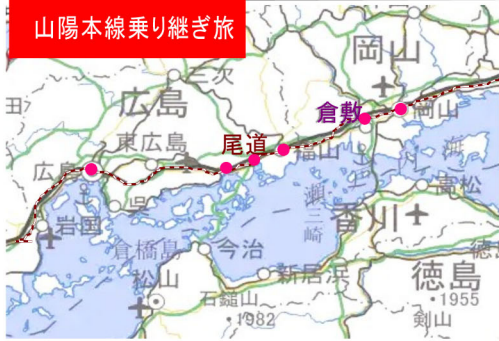 山陽本線乗り継ぎ旅
岡山
三次
広島
倉敷
岡山
東広島
尾道
福山
広島
瀬
海
高松
呉
三崎
岩国
香川
倉橋島
今治
松山
新居浜
徳島
石鎚山
・1982
・1955
剣山